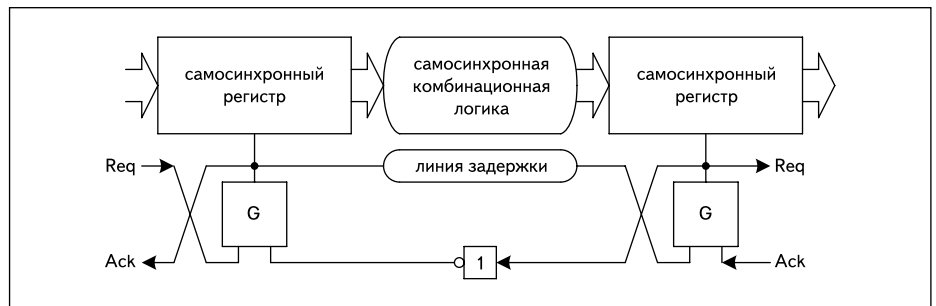 самосинхронный
регистр
самосинхронная
комбинационная
логика
самосинхронный
регистр
Req
линия задержки
Req
G
G
Ack
1
Ack